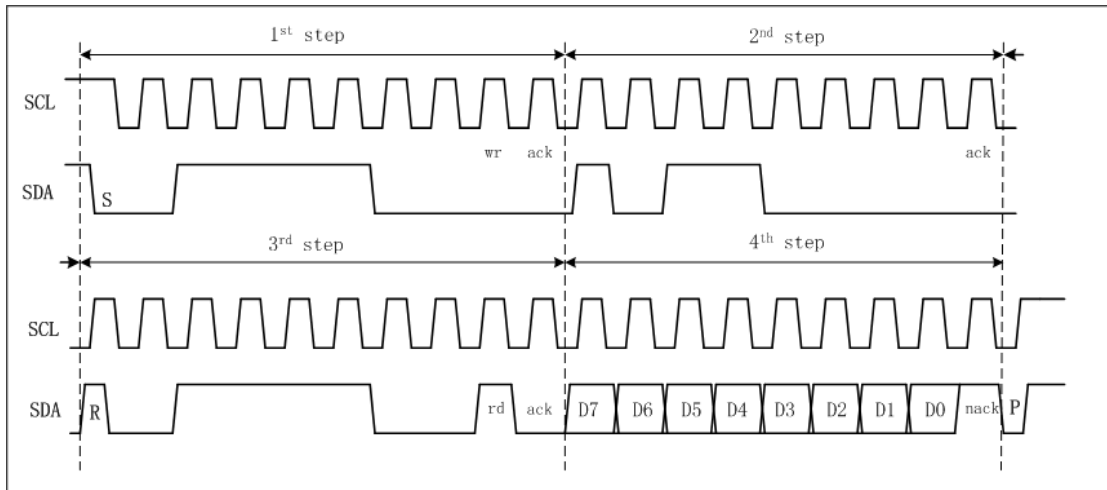 1st step 2nd step
SCL
wr ack ack
SDA S
3rd step 4th step
SCL
SDA R rd ack D7 D6 D5 D4 D3 D2 D1 D0 nack P